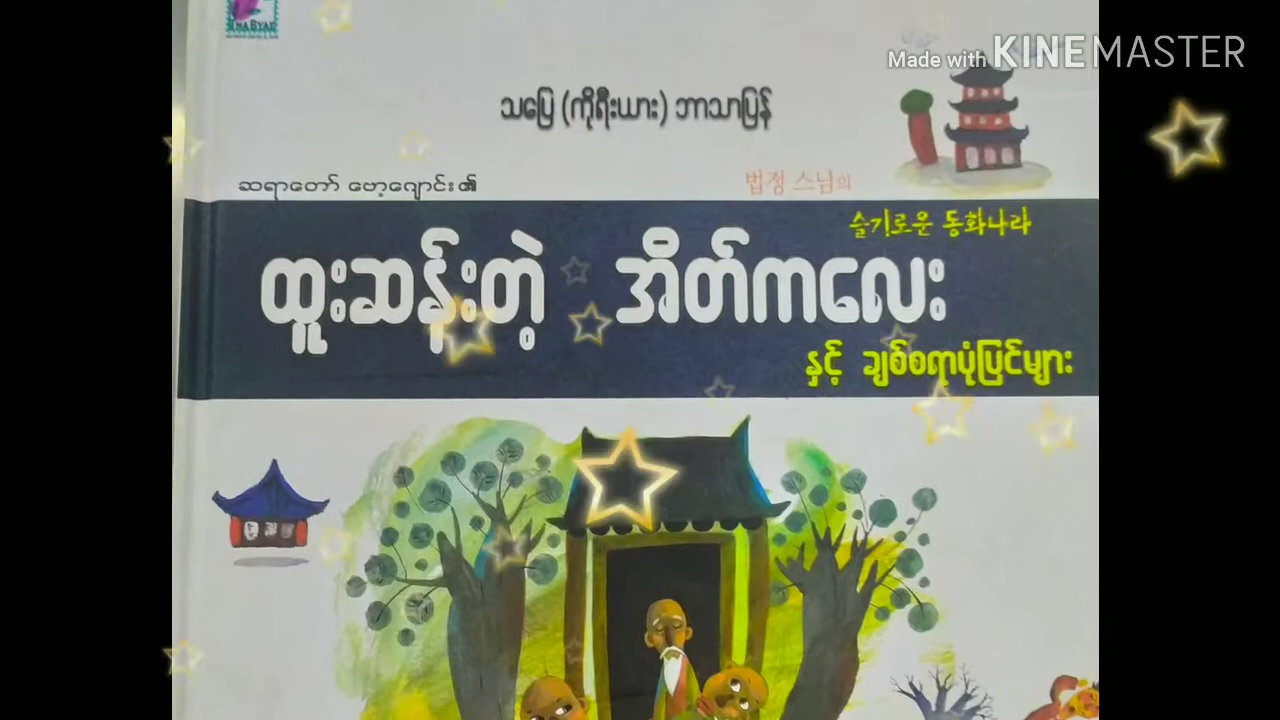 Made with KINEMASTER
သပြေ (ကိုရီးယား) ဘာသာပြန်
ဆရာတော် ဗော့ဂျောင်း၏
법정 스님의
슬기로운 동화나라
ထူးဆန်းတဲ့ အိတ်ကလေး
နှင့် ချစ်စရာပုံပြင်များ